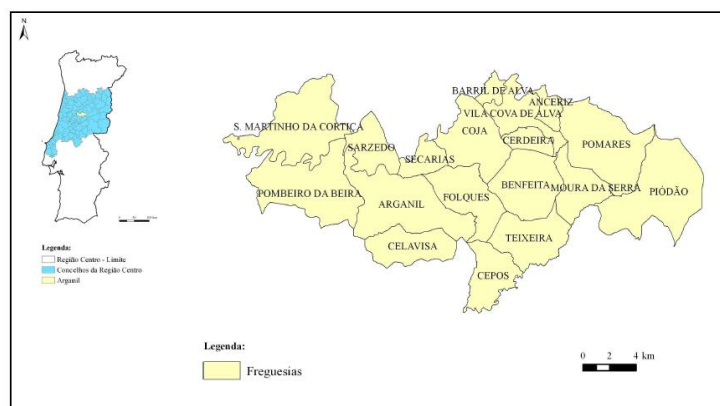 N
BARRIL DE ALVA
ANCERIZ
VILA COVA DE ALVA
S. MARTINHO DA CORTIÇA
COJA
SARZEDO
CERDEIRA
POMARES
SECARIAS
BENFEITA
MOURA DA SERRA
PIÓDÃO
POMBEIRO DA BEIRA
FOLQUES
ARGANIL
TEIXEIRA
CELAVISA
CEPOS
Legenda:
Região Centro - Limite
Concelhos da Região Centro
Arganil
Legenda:
Freguesias
0 2 4 km